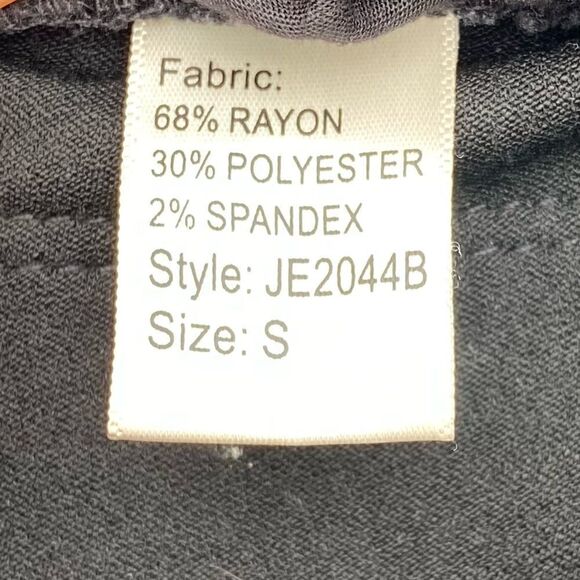 Fabric:
68% RAYON
30% POLYESTER
2% SPANDEX
Style: JE2044B
Size: S